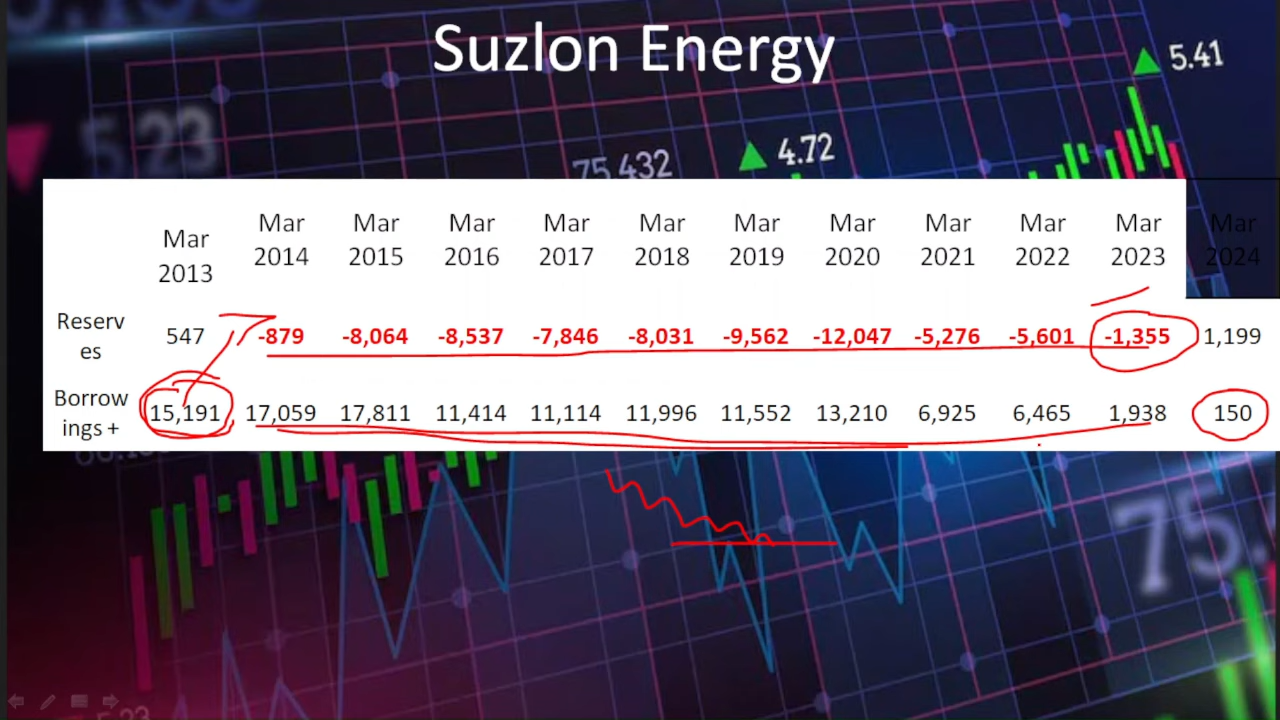 Suzlon Energy
5.41
5.23
4.72
75.432
Mar 2013 Mar 2014 Mar 2015 Mar 2016 Mar 2017 Mar 2018 Mar 2019 Mar 2020 Mar 2021 Mar 2022 Mar 2023 Mar 2024
Reserves 547 -879 -8,064 -8,537 -7,846 -8,031 -9,562 -12,047 -5,276 -5,601 -1,355 1,199
Borrowings + 15,191 17,059 17,811 11,414 11,114 11,996 11,552 13,210 6,925 6,465 1,938 150
75.
5.23